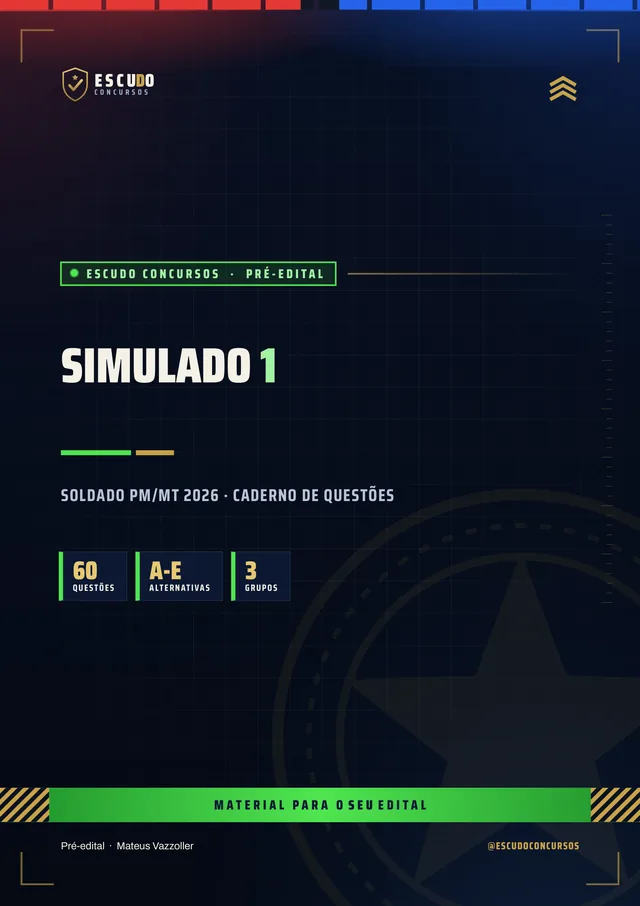 ESCUDO
CONCURSOS
ESCUDO CONCURSOS · PRÉ-EDITAL
SIMULADO 1
SOLDADO PM/MT 2026 · CADERNO DE QUESTÕES
60
QUESTÕES
A-E
ALTERNATIVAS
3
GRUPOS
MATERIAL PARA O SEU EDITAL
Pré-edital · Mateus Vazzoller
@ESCUDOCONCURSOS